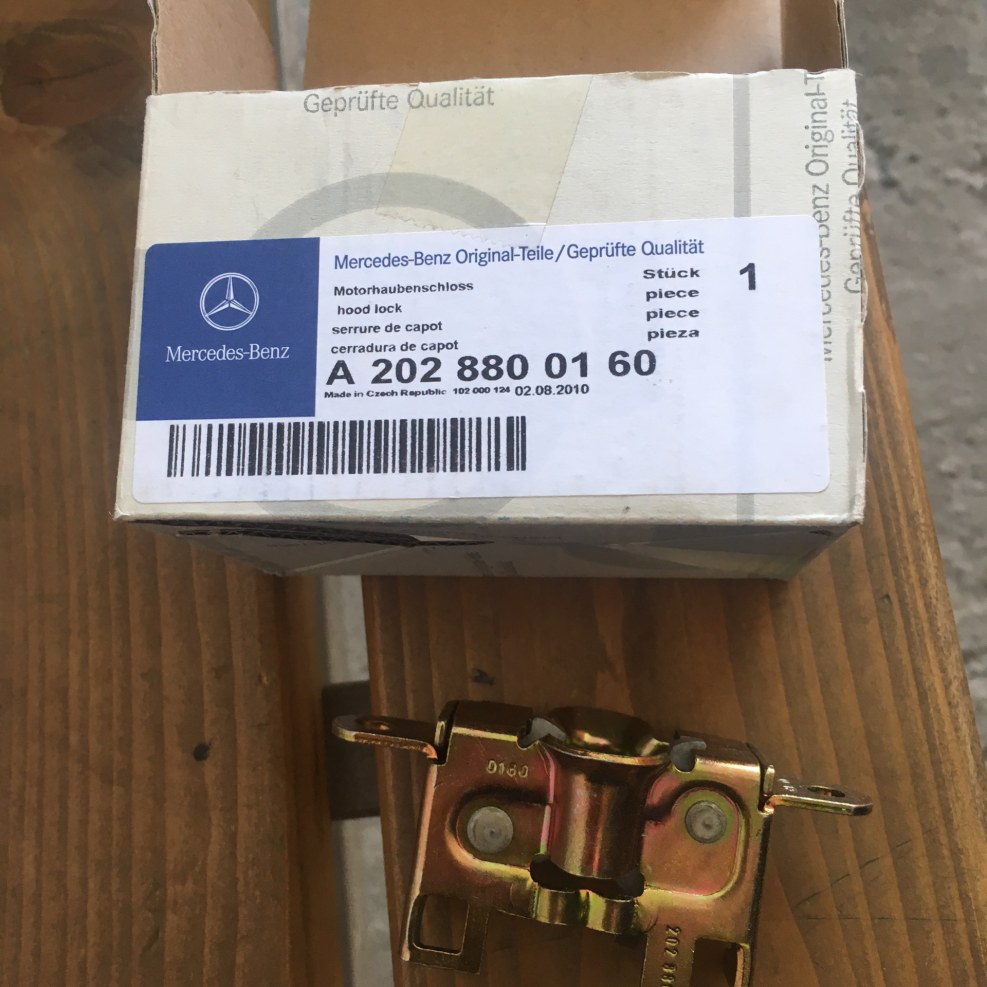 Geprüfte Qualität
Mercedes-Benz Original-T
Geprüfte Qualität
Mercedes-Benz Original-Teile/Geprüfte Qualität
Motorhaubenschloss
Stück
1
hood lock
piece
serrure de capot
piece
cerradura de capot
pieza
A 202 880 01 60
Made in Czech Republic 102 000 124 02.08.2010
Mercedes-Benz
0160
202 88